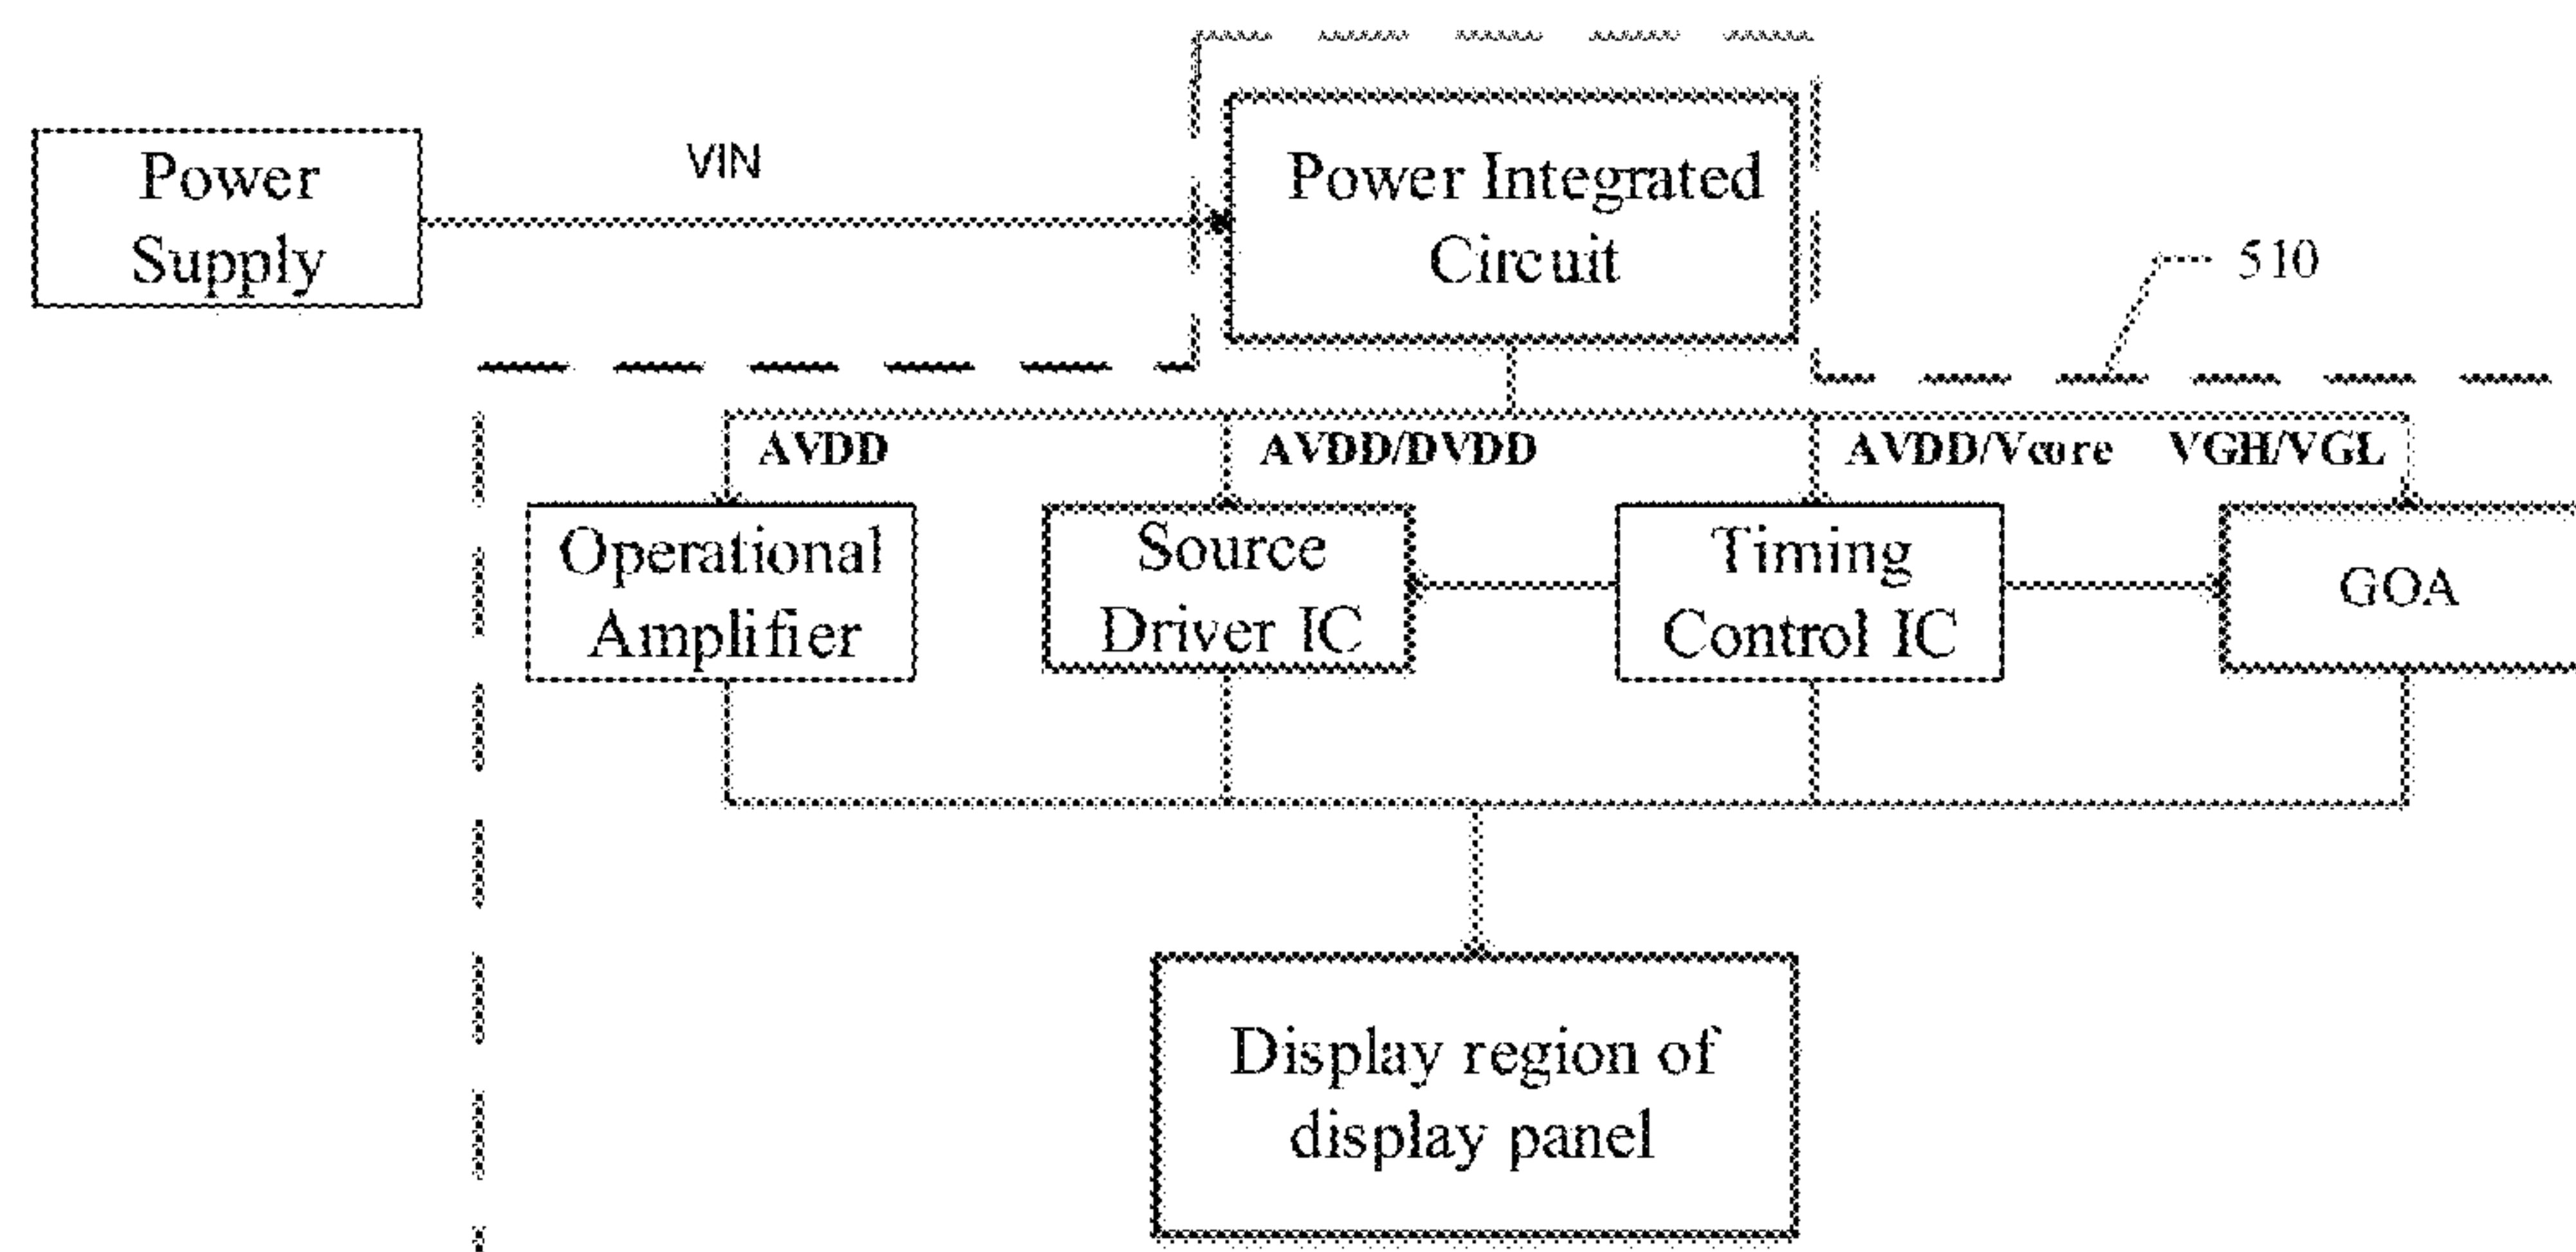 Power
Supply
VIN
Power Integrated
Circuit
510
AVDD
AVDD/DVDD
AVDD/Vcore
VGH/VGL
Operational
Amplifier
Source
Driver IC
Timing
Control IC
GOA
Display region of
display panel